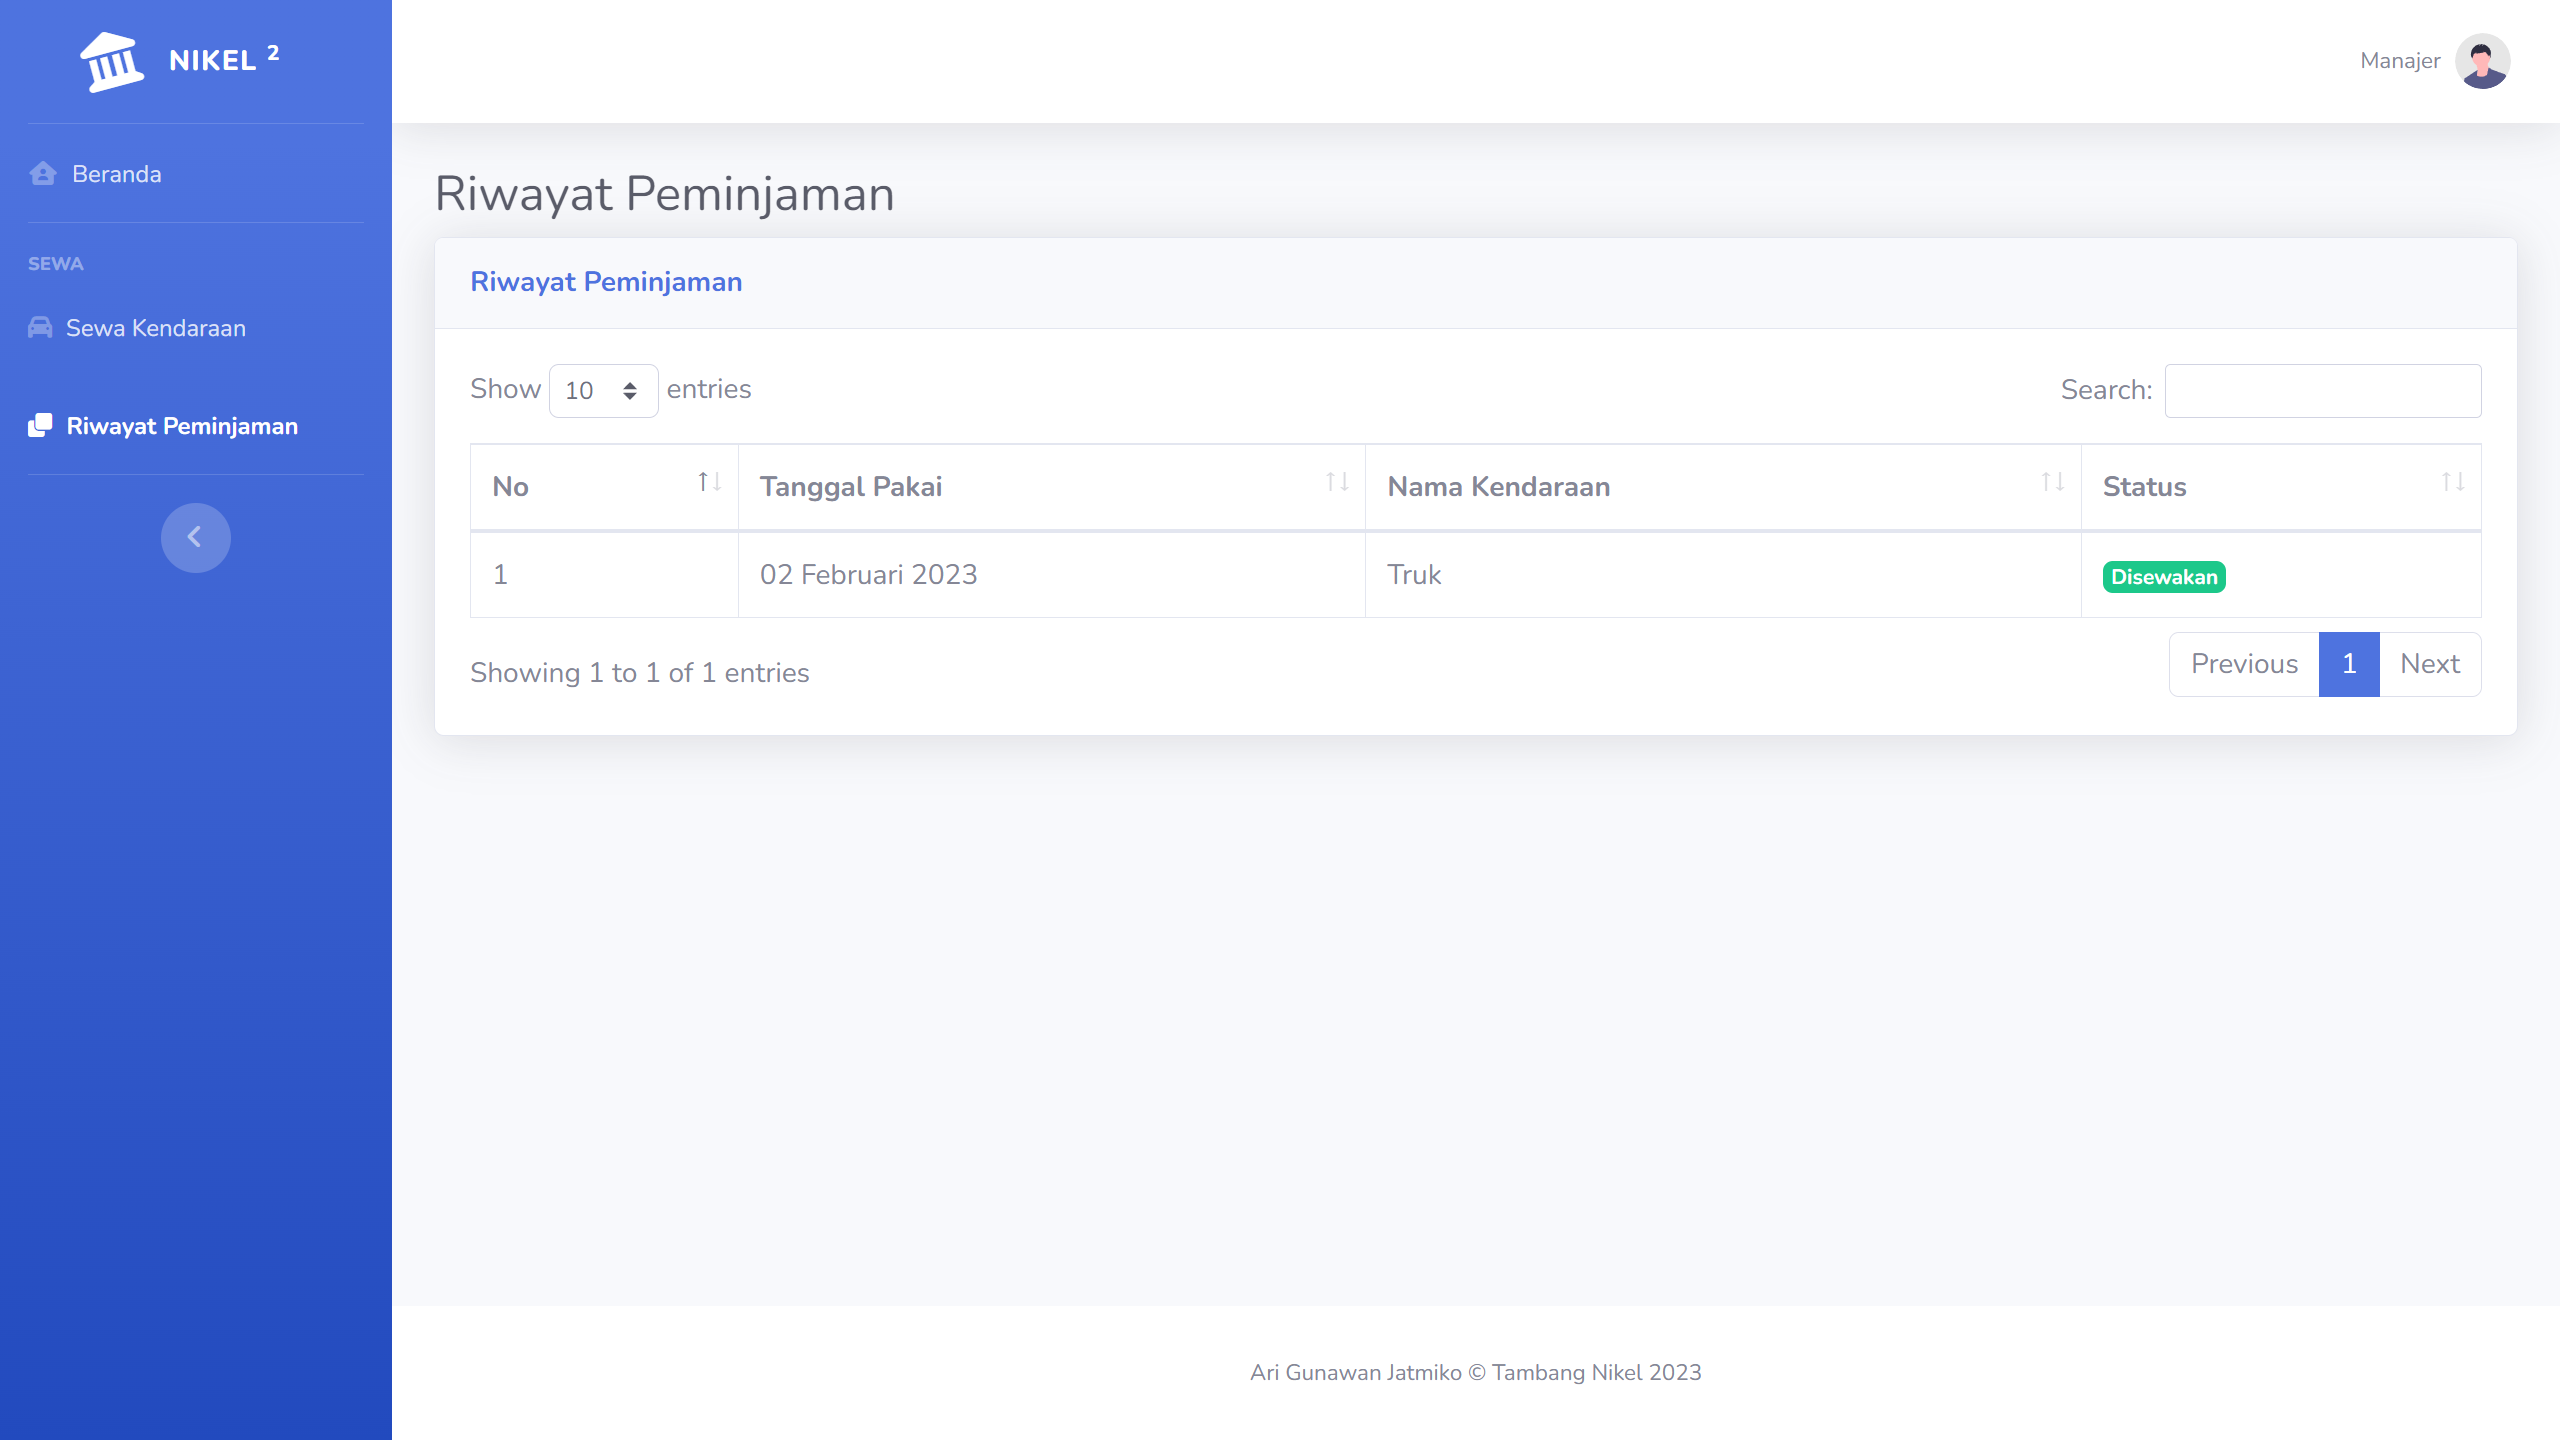 NIKEL 2
Manajer
Beranda
SEWA
Sewa Kendaraan
Riwayat Peminjaman
Riwayat Peminjaman
Riwayat Peminjaman
Show 10 entries
Search:
No Tanggal Pakai Nama Kendaraan Status
1 02 Februari 2023 Truk Disewakan
Showing 1 to 1 of 1 entries
Previous 1 Next
Ari Gunawan Jatmiko © Tambang Nikel 2023